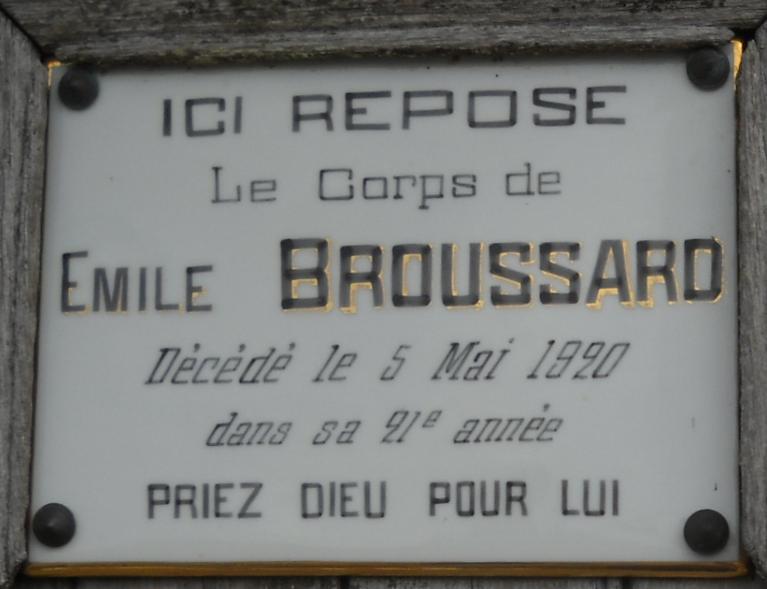 ICI REPOSE
Le Corps de
EMILE BROUSSARD
Décédé le 5 Mai 1920
dans sa 21e année
PRIEZ DIEU POUR LUI